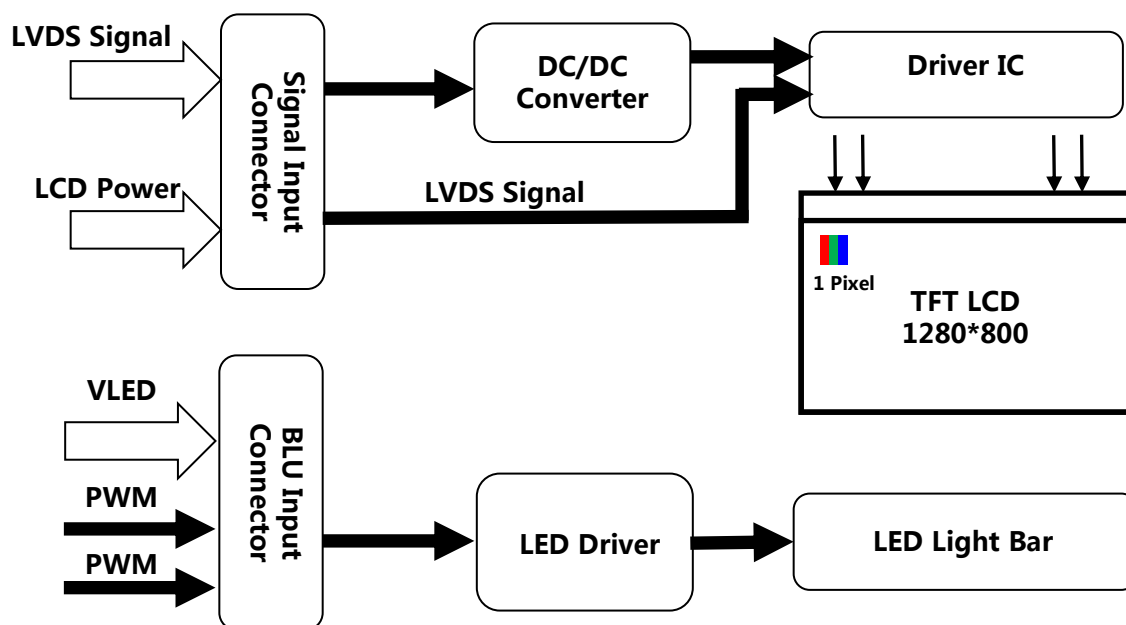 LVDS Signal
LCD Power
Signal Input
Connector
DC/DC
Converter
LVDS Signal
Driver IC
1 Pixel
TFT LCD
1280*800
VLED
PWM
PWM
BLU Input
Connector
LED Driver
LED Light Bar